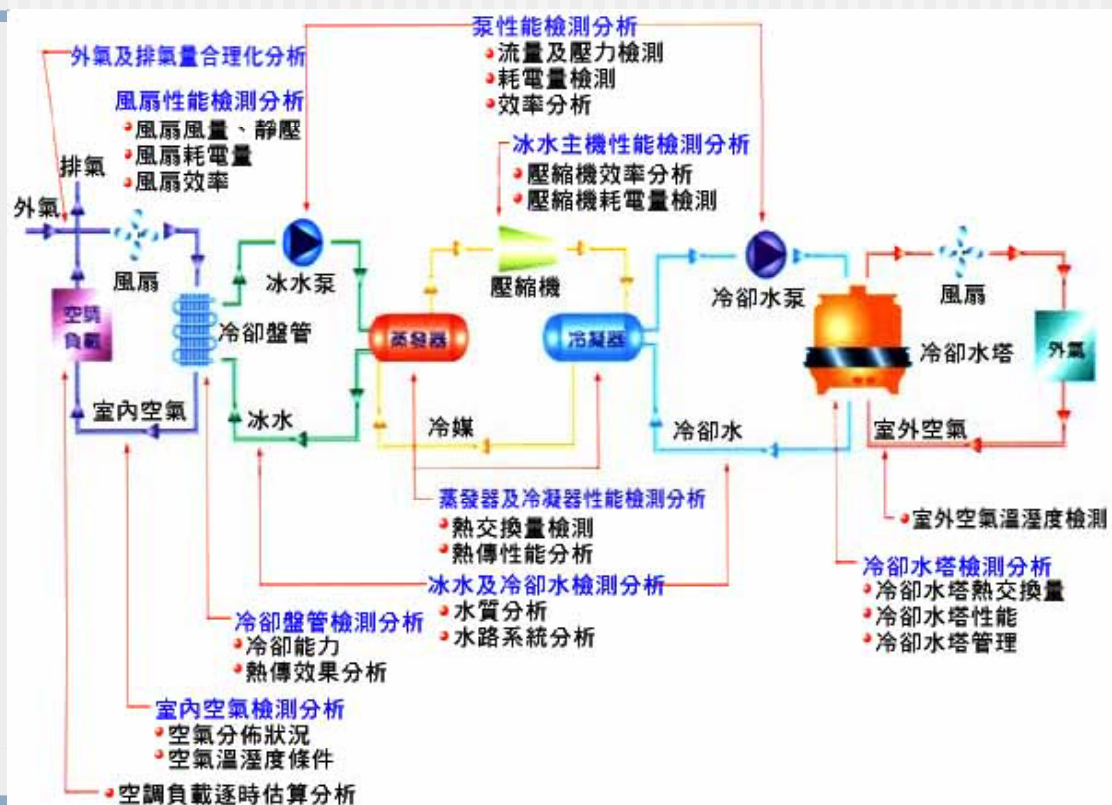 泵性能檢測分析
•流量及壓力檢測
•耗電量檢測
•效率分析
外氣及排氣量合理化分析
風扇性能檢測分析
•風扇風量、靜壓
•風扇耗電量
•風扇效率
冰水主機性能檢測分析
•壓縮機效率分析
•壓縮機耗電量檢測
排氣
外氣
風扇
冰水泵
壓縮機
冷卻水泵
風扇
空調
負載
冷卻盤管
蒸發器
冷凝器
冷卻水塔
外氣
室內空氣
冰水
冷媒
冷卻水
室外空氣
蒸發器及冷凝器性能檢測分析
•熱交換量檢測
•熱傳性能分析
•室外空氣溫溼度檢測
冰水及冷卻水檢測分析
•水質分析
•水路系統分析
冷卻水塔檢測分析
•冷卻水塔熱交換量
•冷卻水塔性能
•冷卻水塔管理
冷卻盤管檢測分析
•冷卻能力
•熱傳效果分析
室內空氣檢測分析
•空氣分佈狀況
•空氣溫溼度條件
•空調負載逐時估算分析